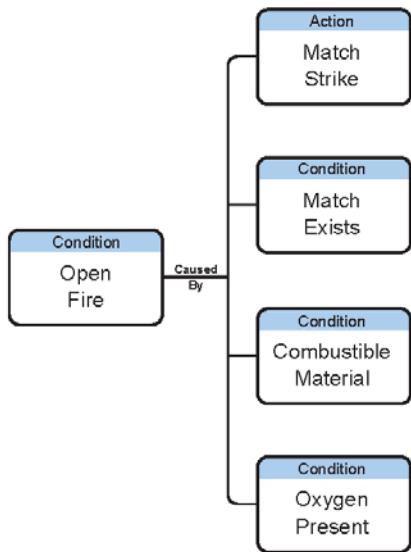 Action
Match
Strike
Condition
Match
Exists
Condition
Open
Fire
Caused
By
Condition
Combustible
Material
Condition
Oxygen
Present